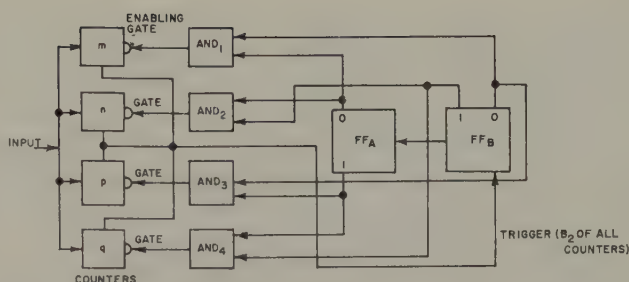 ENABLING
GATE
m
AND1
n
GATE
AND2
0
1
0
FFA
FFB
INPUT
1
p
GATE
AND3
q
GATE
AND4
TRIGGER (B2 OF ALL
COUNTERS)
COUNTERS